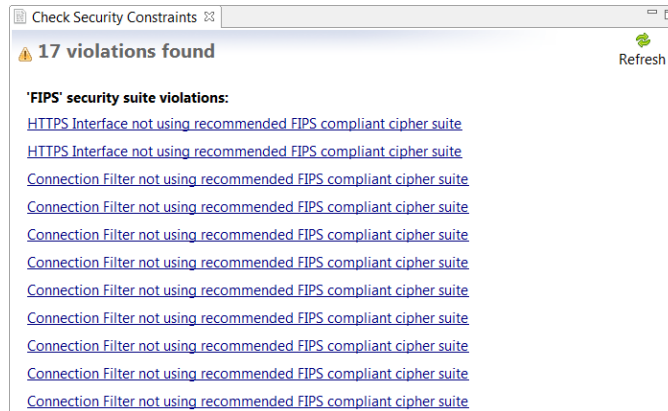 Check Security Constraints
17 violations found
Refresh
'FIPS' security suite violations:
HTTPS Interface not using recommended FIPS compliant cipher suite
HTTPS Interface not using recommended FIPS compliant cipher suite
Connection Filter not using recommended FIPS compliant cipher suite
Connection Filter not using recommended FIPS compliant cipher suite
Connection Filter not using recommended FIPS compliant cipher suite
Connection Filter not using recommended FIPS compliant cipher suite
Connection Filter not using recommended FIPS compliant cipher suite
Connection Filter not using recommended FIPS compliant cipher suite
Connection Filter not using recommended FIPS compliant cipher suite
Connection Filter not using recommended FIPS compliant cipher suite
Connection Filter not using recommended FIPS compliant cipher suite